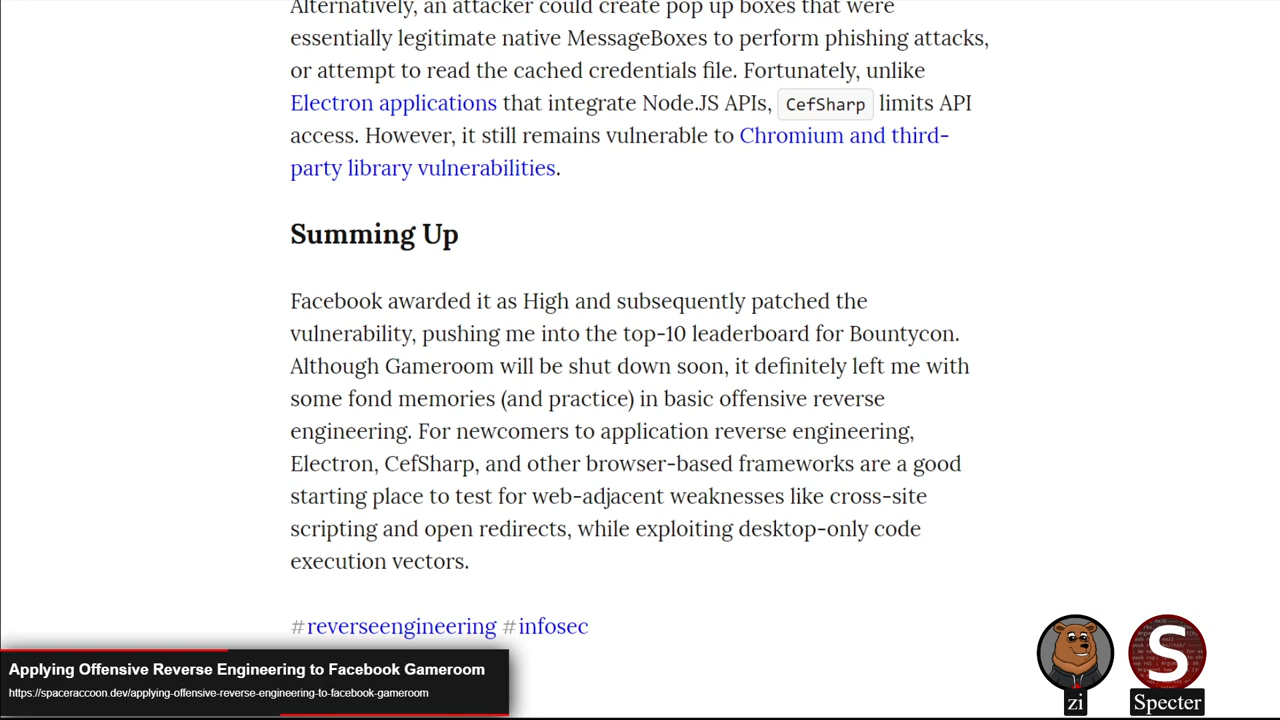 Alternatively, an attacker could create pop up boxes that were
essentially legitimate native MessageBoxes to perform phishing attacks,
or attempt to read the cached credentials file. Fortunately, unlike
Electron applications that integrate Node.JS APIs, CefSharp limits API
access. However, it still remains vulnerable to Chromium and third-
party library vulnerabilities.
Summing Up
Facebook awarded it as High and subsequently patched the
vulnerability, pushing me into the top-10 leaderboard for Bountycon.
Although Gameroom will be shut down soon, it definitely left me with
some fond memories (and practice) in basic offensive reverse
engineering. For newcomers to application reverse engineering,
Electron, CefSharp, and other browser-based frameworks are a good
starting place to test for web-adjacent weaknesses like cross-site
scripting and open redirects, while exploiting desktop-only code
execution vectors.
#reverseengineering #infosec
Applying Offensive Reverse Engineering to Facebook Gameroom
https://spaceraccoon.dev/applying-offensive-reverse-engineering-to-facebook-gameroom
S
zi
Specter